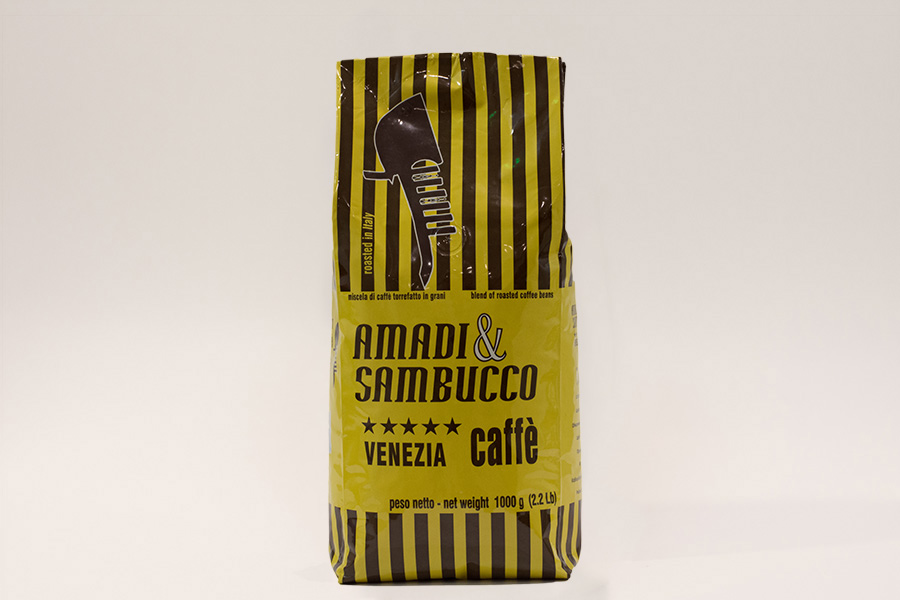 roasted in Italy
miscela di caffè torrefatto in grani
blend of roasted coffee beans
AMADI &
SAMBUCCO
VENEZIA caffè
peso netto - net weight 1000 g (2.2 Lb)